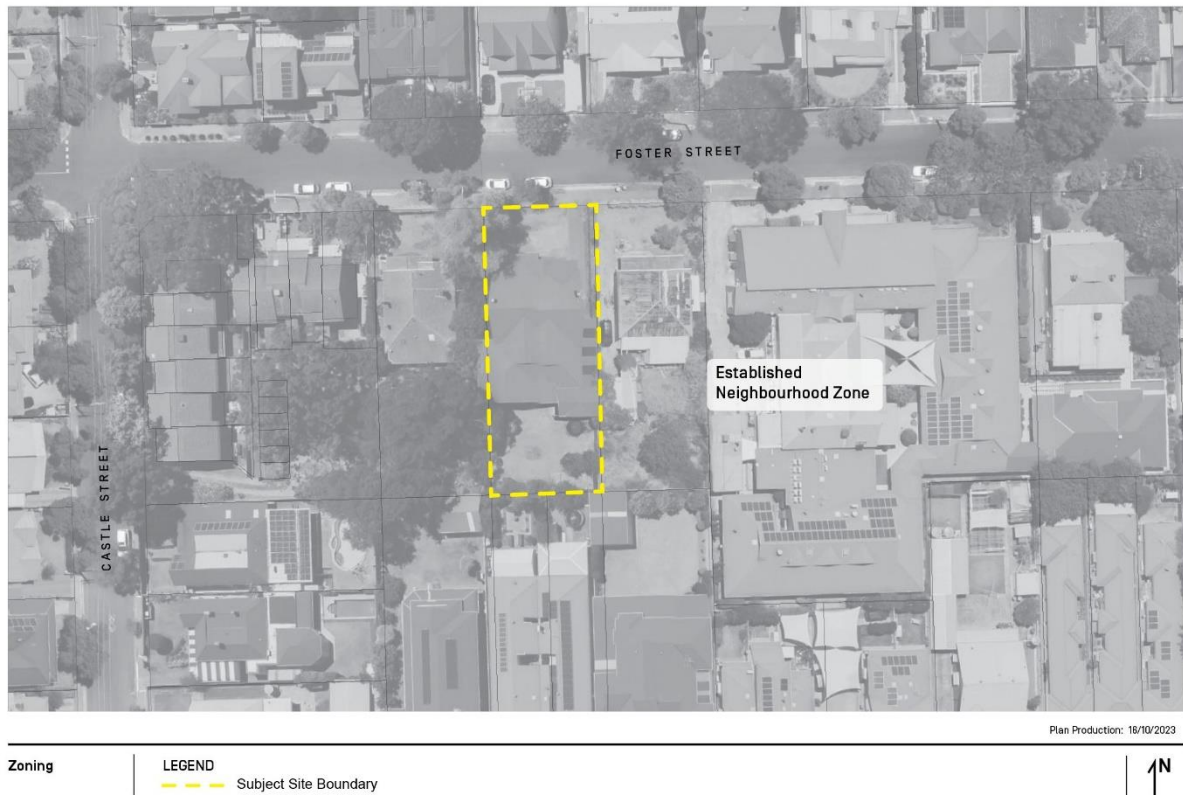 FOSTER STREET
Established
Neighbourhood Zone
CASTLE STREET
Plan Production: 16/10/2023
Zoning
LEGEND
Subject Site Boundary
N